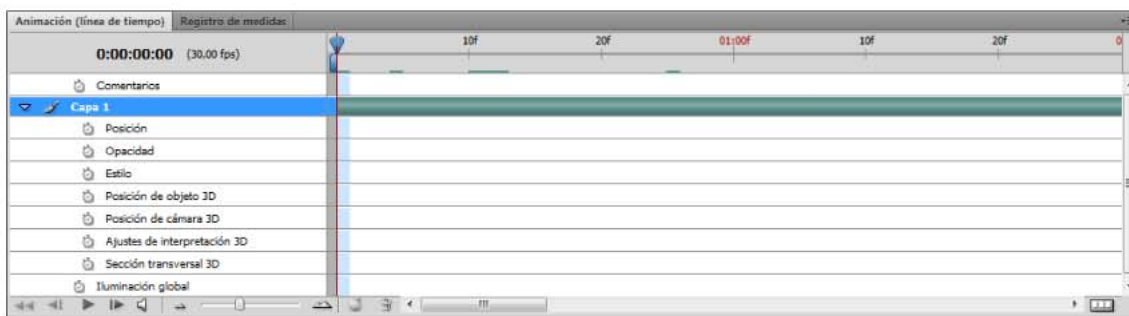 Animación (línea de tiempo) Registro de medidas
0:00:00:00 (30,00 fps) 10f 20f 01:00f 10f 20f 0
Comentarios
Capa 1
Posición
Opacidad
Estilo
Posición de objeto 3D
Posición de cámara 3D
Ajustes de interpretación 3D
Sección transversal 3D
Iluminación global